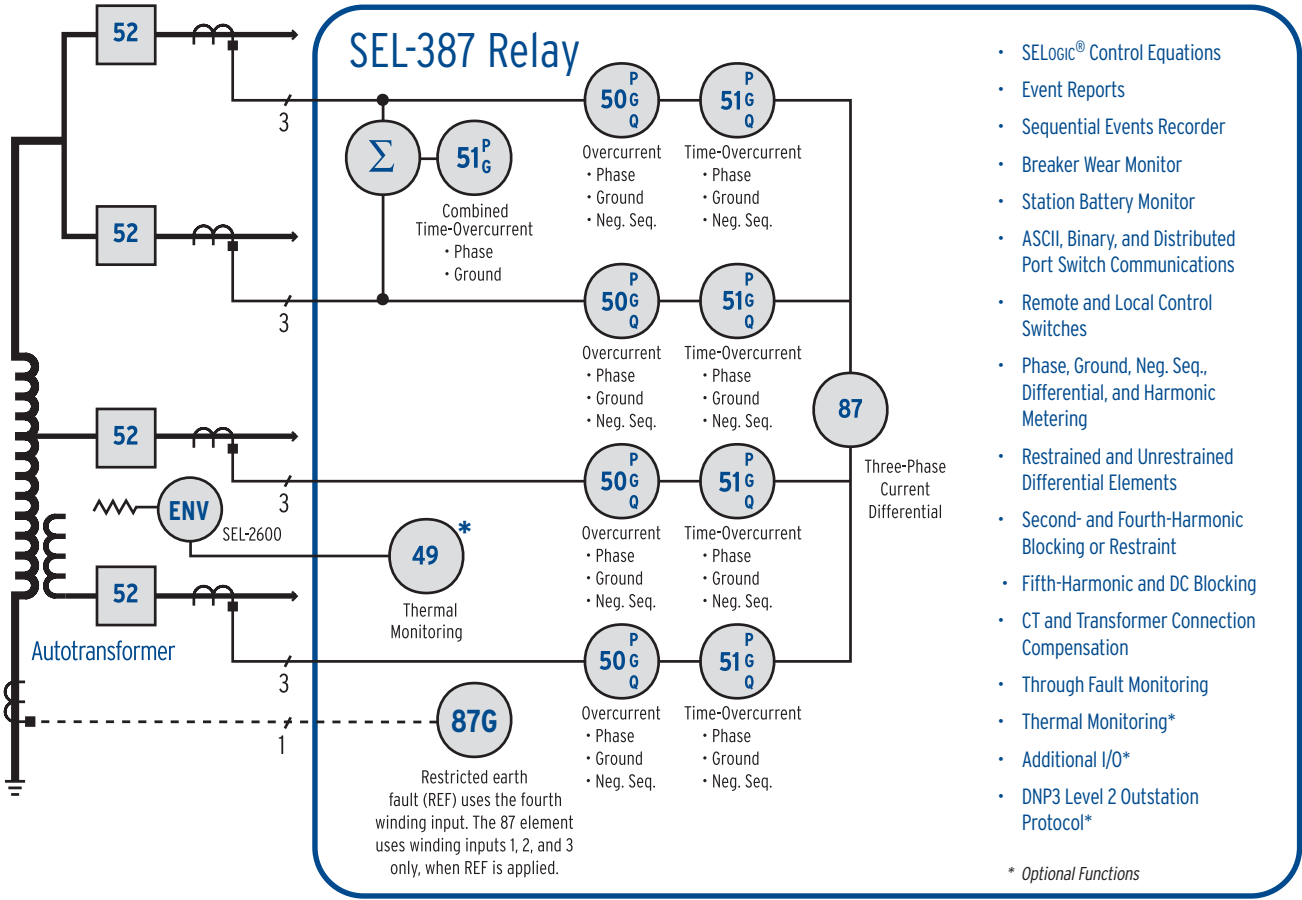 52
SEL-387 Relay
3
50 P G Q
51 P G Q
Σ
51 P G
Combined
Time-Overcurrent
• Phase
• Ground
Overcurrent
• Phase
• Ground
• Neg. Seq.
Time-Overcurrent
• Phase
• Ground
• Neg. Seq.
52
3
50 P G Q
51 P G Q
Overcurrent
• Phase
• Ground
• Neg. Seq.
Time-Overcurrent
• Phase
• Ground
• Neg. Seq.
87
Three-Phase
Current
Differential
52
3
50 P G Q
51 P G Q
Overcurrent
• Phase
• Ground
• Neg. Seq.
Time-Overcurrent
• Phase
• Ground
• Neg. Seq.
ENV
SEL-2600
49
*
Thermal
Monitoring
52
Autotransformer
3
50 P G Q
51 P G Q
Overcurrent
• Phase
• Ground
• Neg. Seq.
Time-Overcurrent
• Phase
• Ground
• Neg. Seq.
1
87G
Restricted earth
fault (REF) uses the fourth
winding input. The 87 element
uses winding inputs 1, 2, and 3
only, when REF is applied.
• SELOGIC® Control Equations
• Event Reports
• Sequential Events Recorder
• Breaker Wear Monitor
• Station Battery Monitor
• ASCII, Binary, and Distributed
Port Switch Communications
• Remote and Local Control
Switches
• Phase, Ground, Neg. Seq.,
Differential, and Harmonic
Metering
• Restrained and Unrestrained
Differential Elements
• Second- and Fourth-Harmonic
Blocking or Restraint
• Fifth-Harmonic and DC Blocking
• CT and Transformer Connection
Compensation
• Through Fault Monitoring
• Thermal Monitoring*
• Additional I/O*
• DNP3 Level 2 Outstation
Protocol*
* Optional Functions